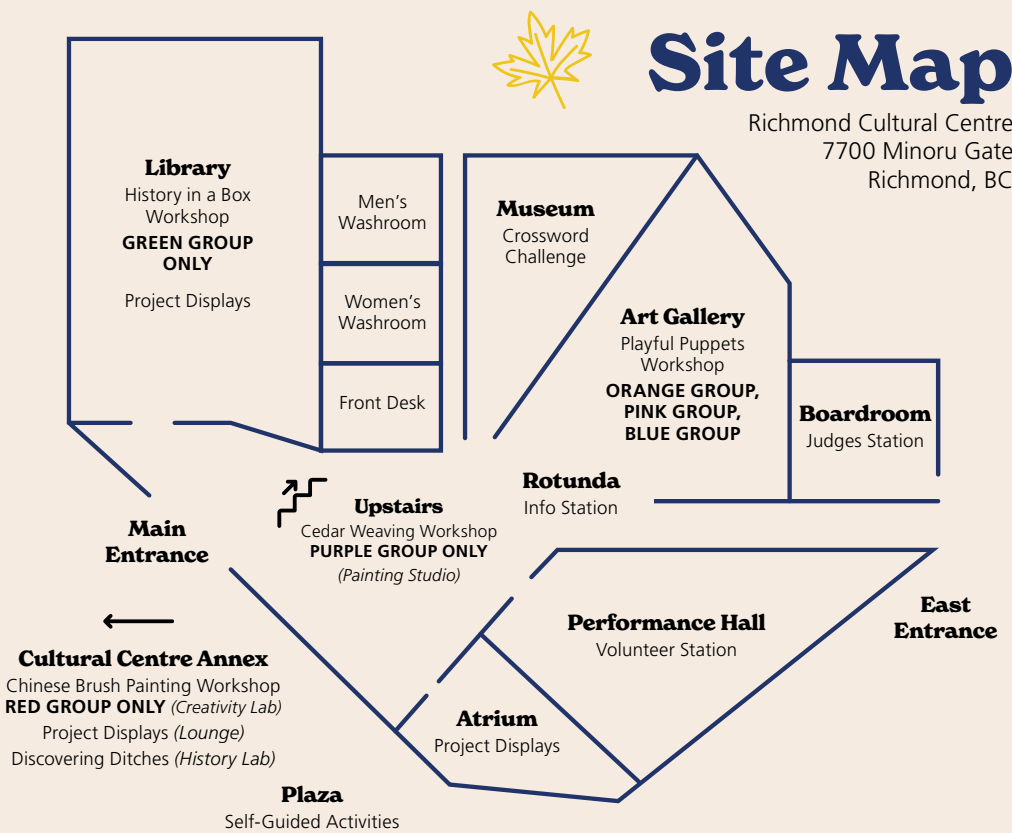 Site Map
Richmond Cultural Centre
7700 Minoru Gate
Richmond, BC
Library
History in a Box
Workshop
GREEN GROUP
ONLY
Project Displays
Men's
Washroom
Women's
Washroom
Front Desk
Museum
Crossword
Challenge
Art Gallery
Playful Puppets
Workshop
ORANGE GROUP,
PINK GROUP,
BLUE GROUP
Boardroom
Judges Station
Rotunda
Info Station
Upstairs
Cedar Weaving Workshop
PURPLE GROUP ONLY
(Painting Studio)
Main
Entrance
Performance Hall
Volunteer Station
East
Entrance
Cultural Centre Annex
Chinese Brush Painting Workshop
RED GROUP ONLY (Creativity Lab)
Project Displays (Lounge)
Discovering Ditches (History Lab)
Atrium
Project Displays
Plaza
Self-Guided Activities